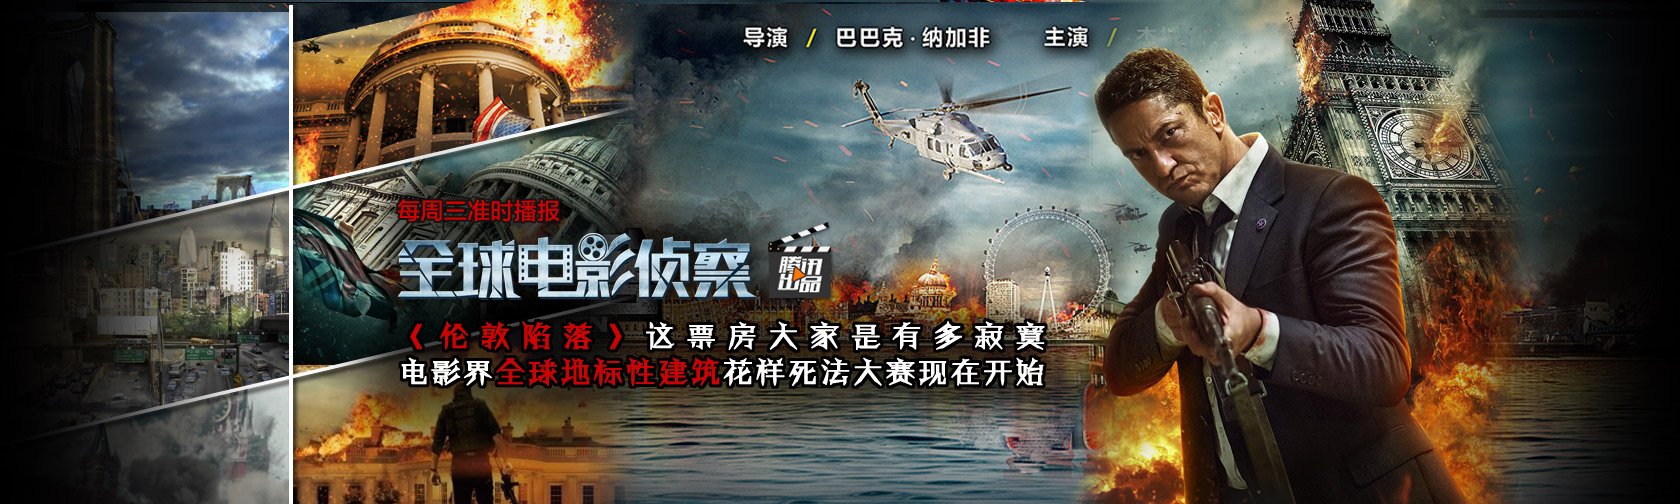 导演 / 巴巴克·纳加非 主演 /
每周三准时播报
全球电影侦察
腾讯
出品
《伦敦陷落》这票房大家是有多寂寞
电影界全球地标性建筑花样死法大赛现在开始